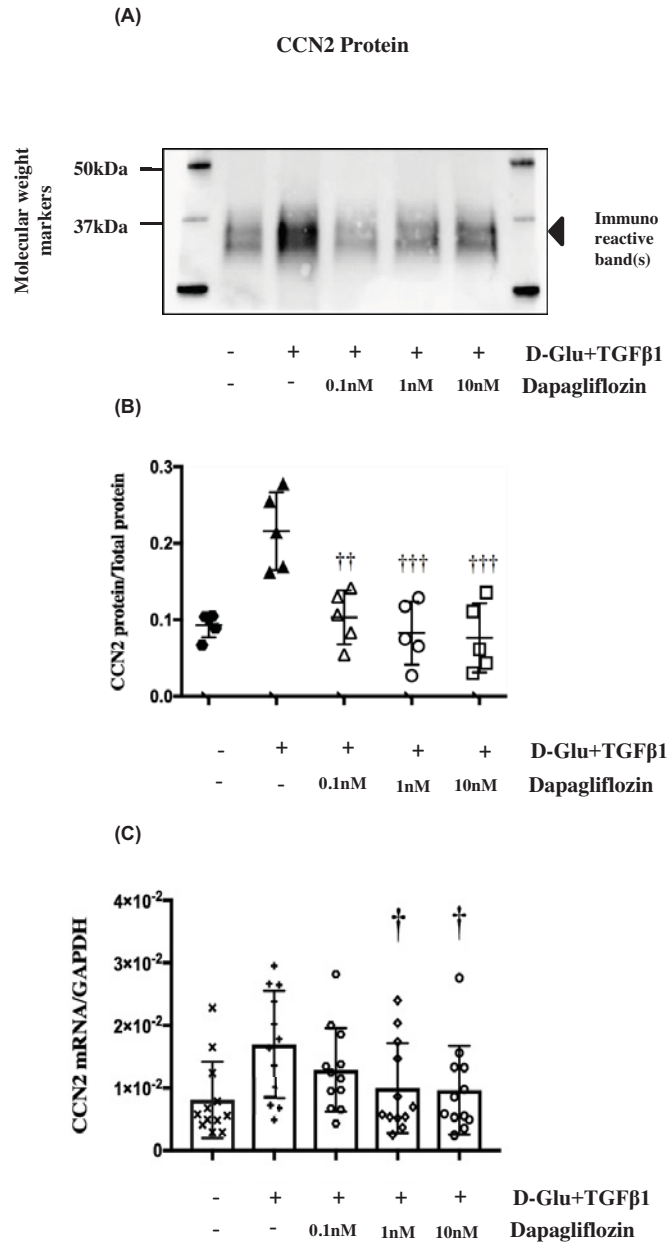 (A)
CCN2 Protein
Molecular weight
markers
50kDa
37kDa
Immuno
reactive
band(s)
- + + + + D-Glu+TGFβ1
- - 0.1nM 1nM 10nM Dapagliflozin
(B)
CCN2 protein/Total protein
0.3
0.2
0.1
0.0
†† ††† †††
- + + + + D-Glu+TGFβ1
- - 0.1nM 1nM 10nM Dapagliflozin
(C)
CCN2 mRNA/GAPDH
4×10⁻²
3×10⁻²
2×10⁻²
1×10⁻²
0
† †
- + + + + D-Glu+TGFβ1
- - 0.1nM 1nM 10nM Dapagliflozin